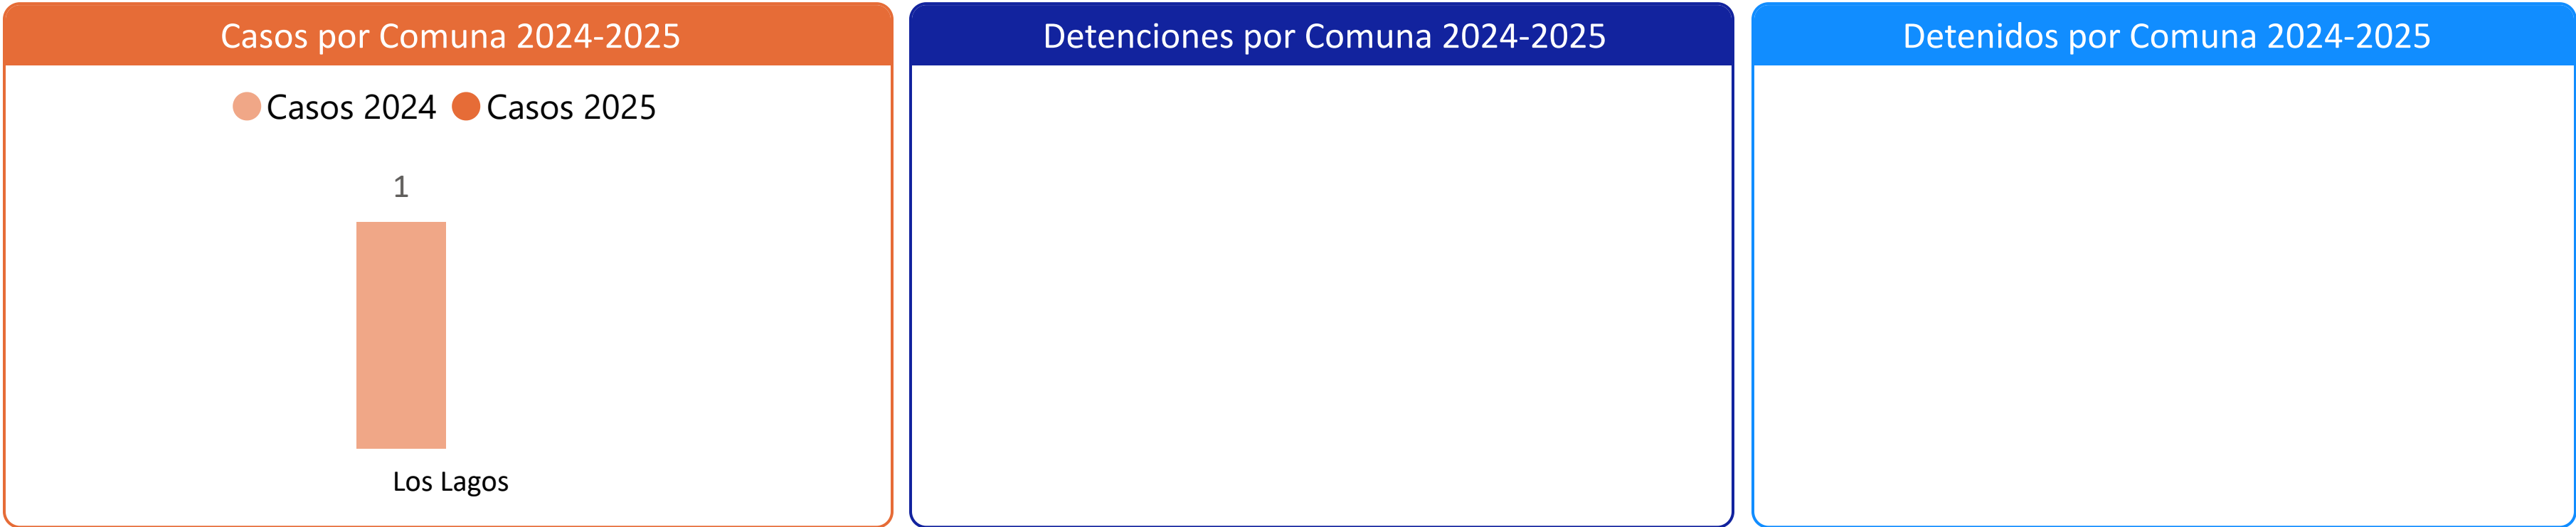 Casos por Comuna 2024-2025
Casos 2024 Casos 2025
1
Los Lagos
Detenciones por Comuna 2024-2025
Detenidos por Comuna 2024-2025